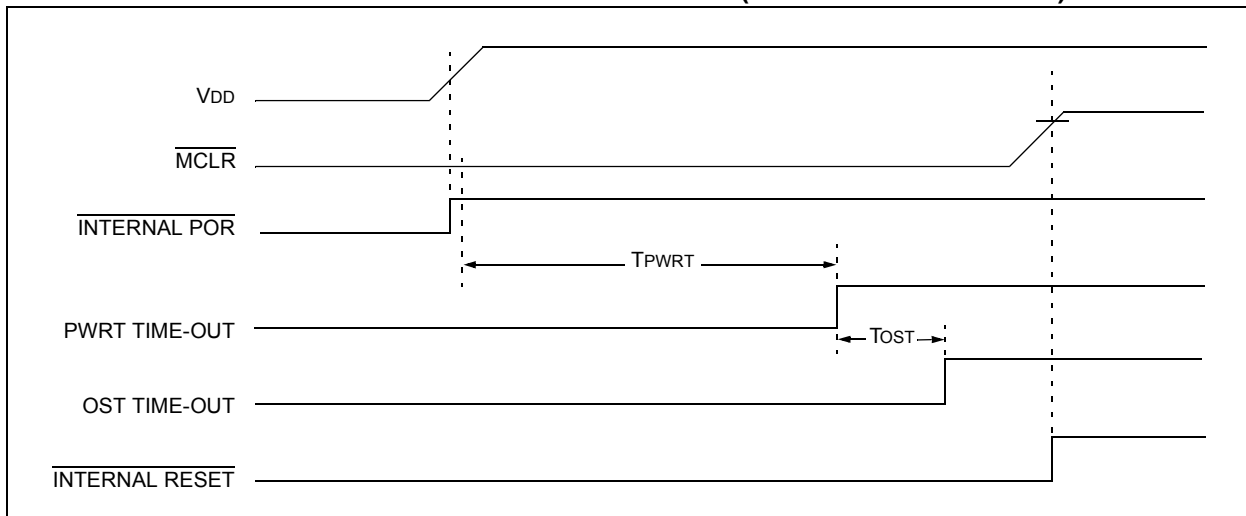 VDD
MCLR
INTERNAL POR
TPWRT
PWRT TIME-OUT
TOST
OST TIME-OUT
INTERNAL RESET